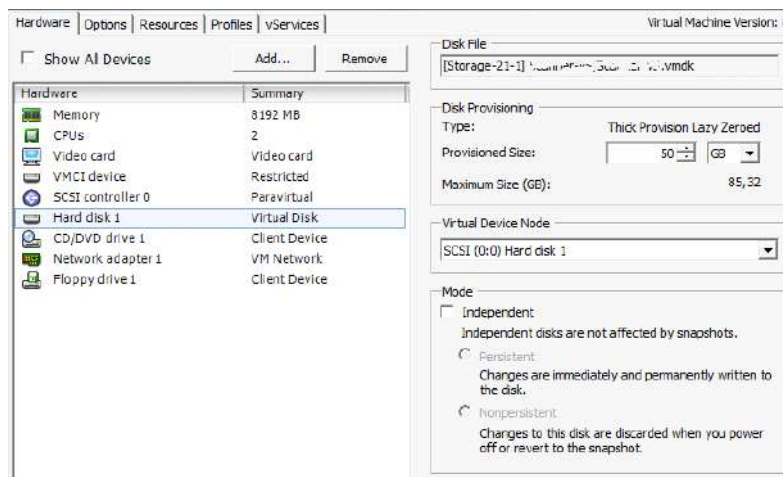 Hardware Options Resources Profiles vServices Virtual Machine Version:
Show All Devices Add... Remove
Hardware Summary
Memory 8192 MB
CPUs 2
Video card Video card
VMCI device Restricted
SCSI controller 0 Paravirtual
Hard disk 1 Virtual Disk
CD/DVD drive 1 Client Device
Network adapter 1 VM Network
Floppy drive 1 Client Device
Disk File
[Storage-21-1] .vmdk
Disk Provisioning
Type: Thick Provision Lazy Zeroed
Provisioned Size: 50 GB
Maximum Size (GB): 85,32
Virtual Device Node
SCSI (0:0) Hard disk 1
Mode
Independent
Independent disks are not affected by snapshots.
Persistent
Changes are immediately and permanently written to
the disk.
Nonpersistent
Changes to this disk are discarded when you power
off or revert to the snapshot.